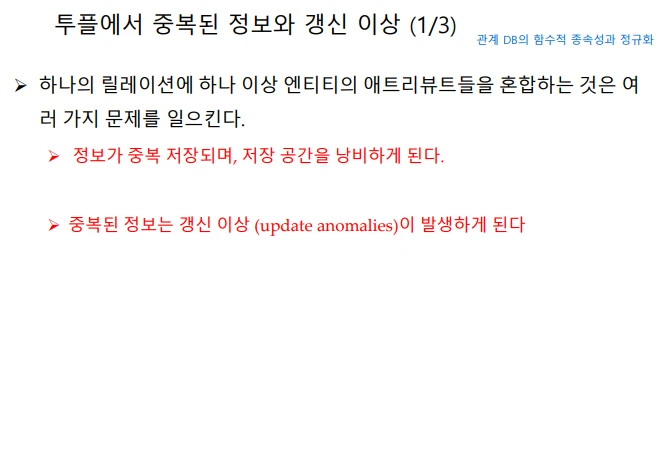 투플에서 중복된 정보와 갱신 이상 (1/3)
관계 DB의 함수적 종속성과 정규화
➢ 하나의 릴레이션에 하나 이상 엔티티의 애트리뷰트들을 혼합하는 것은 여
러 가지 문제를 일으킨다.
➢ 정보가 중복 저장되며, 저장 공간을 낭비하게 된다.
➢ 중복된 정보는 갱신 이상 (update anomalies)이 발생하게 된다